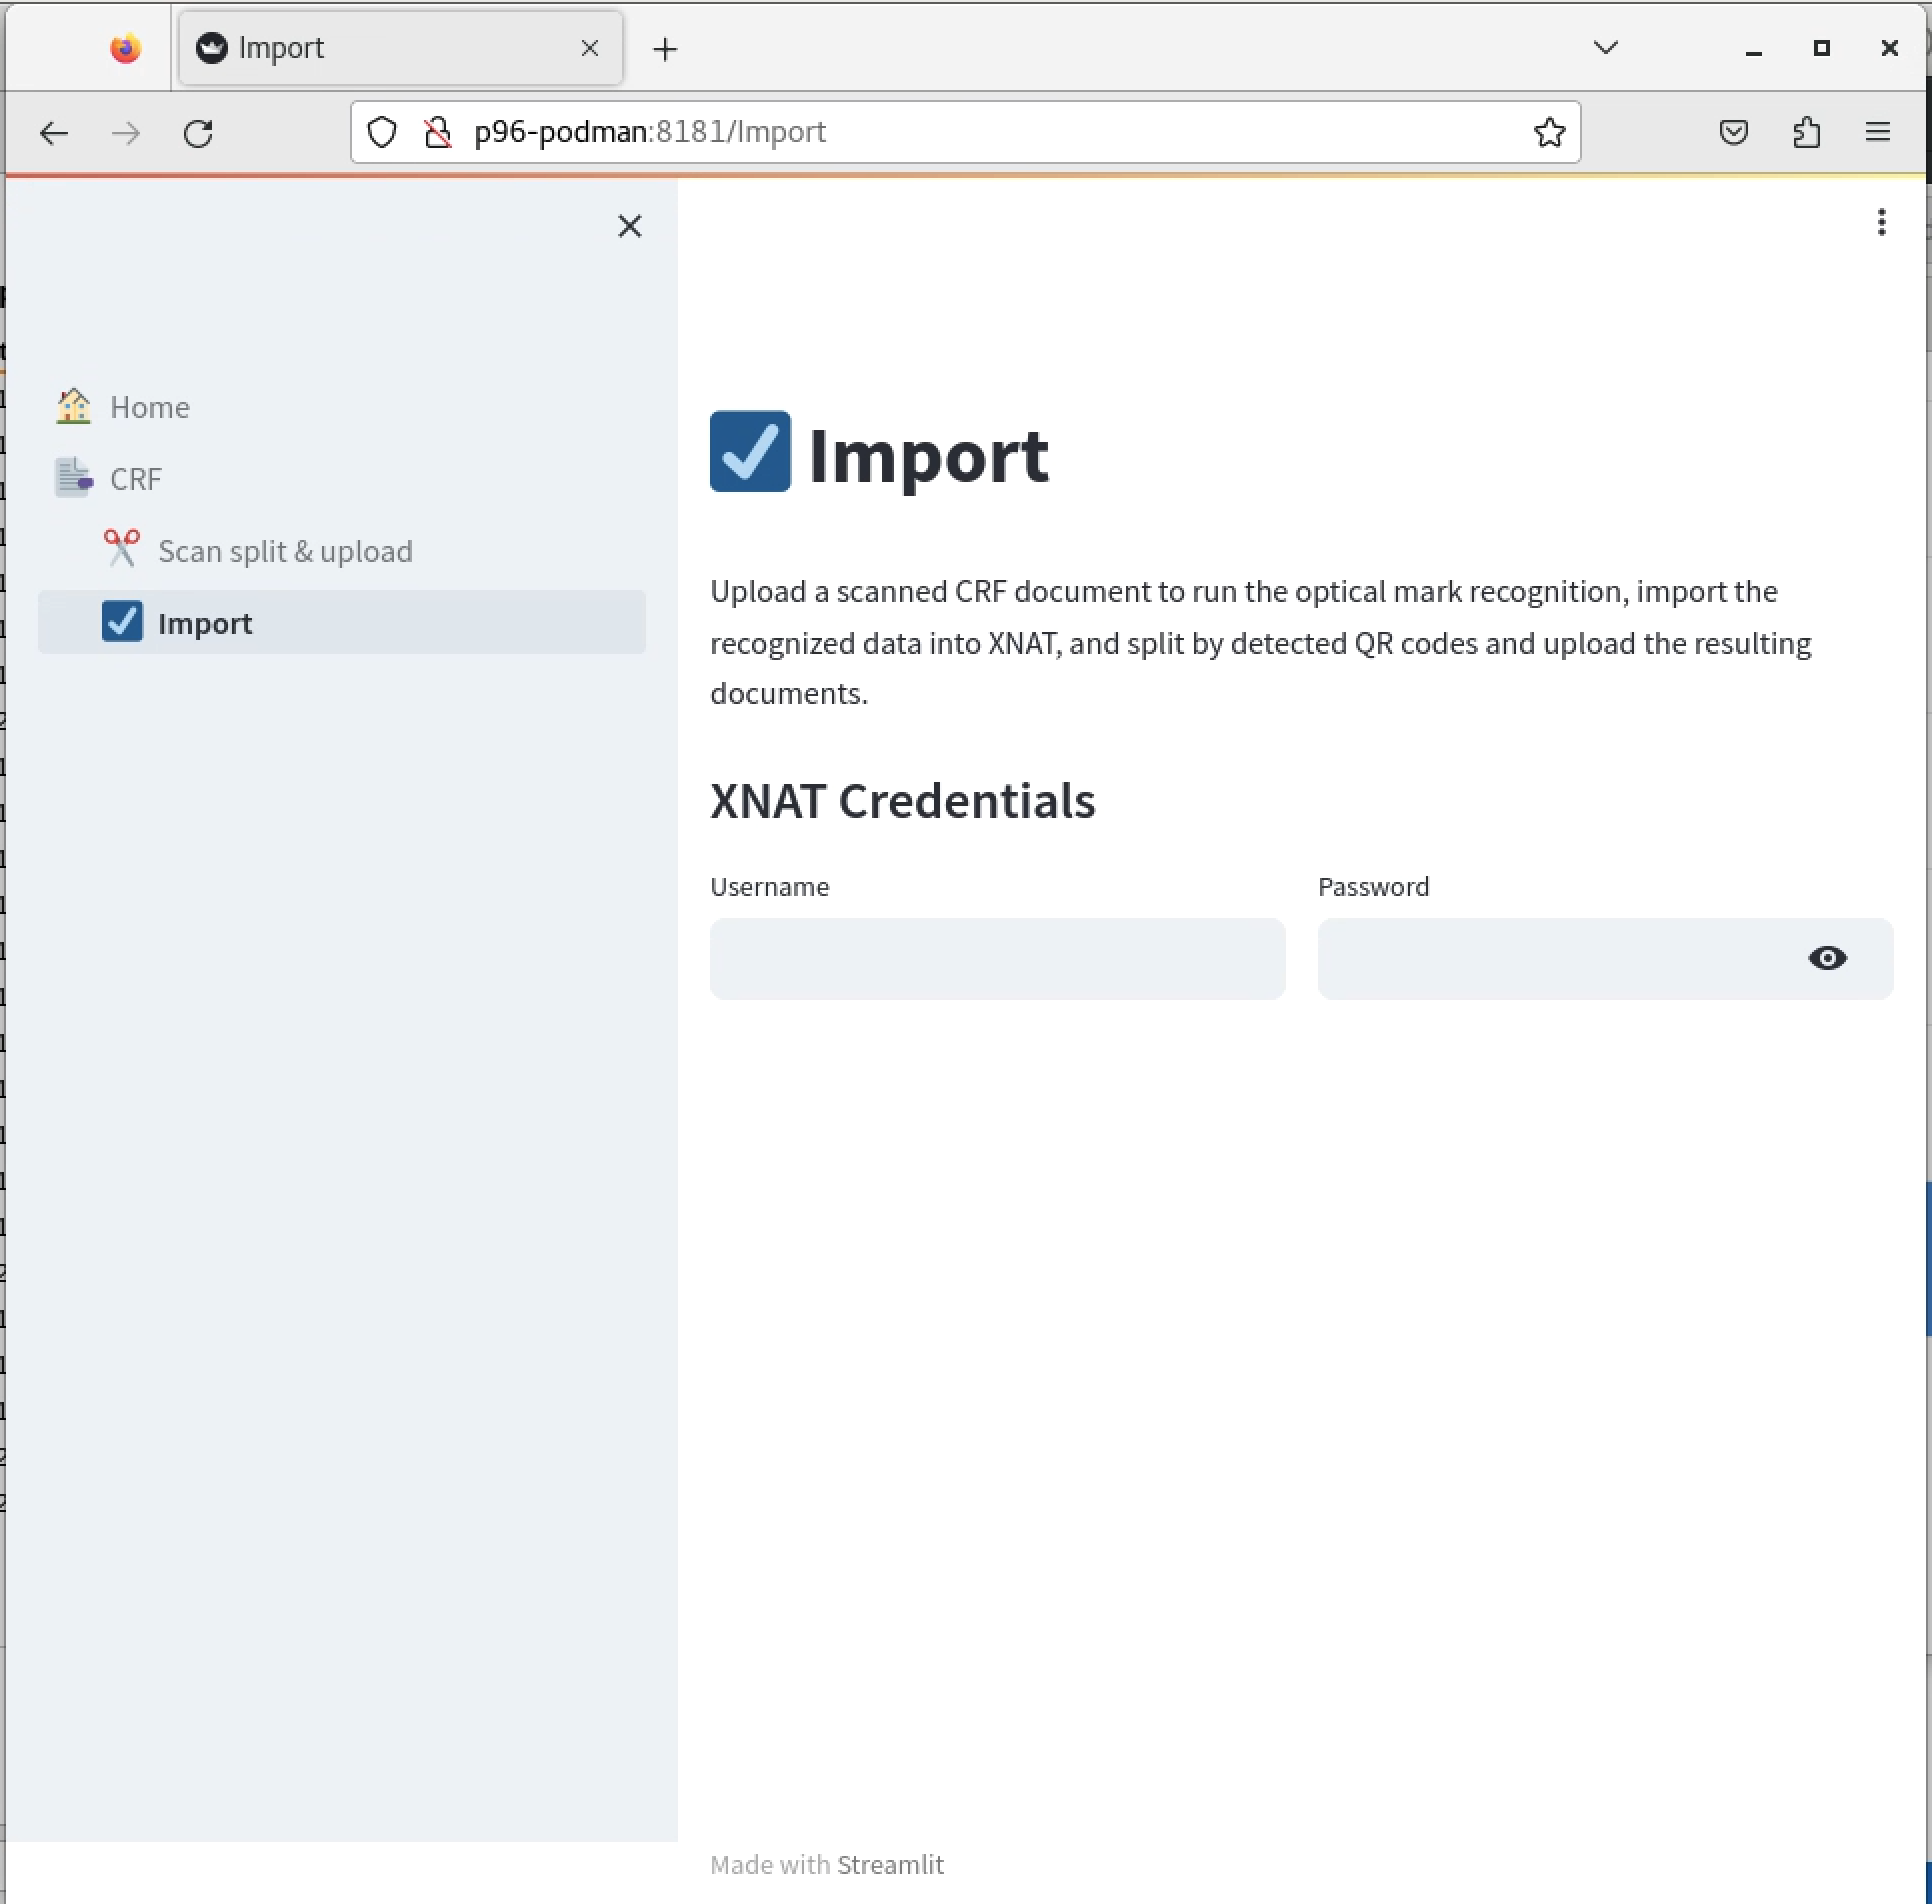 Import
p96-podman:8181/Import
Home
CRF
Scan split & upload
Import
Import
Upload a scanned CRF document to run the optical mark recognition, import the
recognized data into XNAT, and split by detected QR codes and upload the resulting
documents.
XNAT Credentials
Username
Password
Made with Streamlit